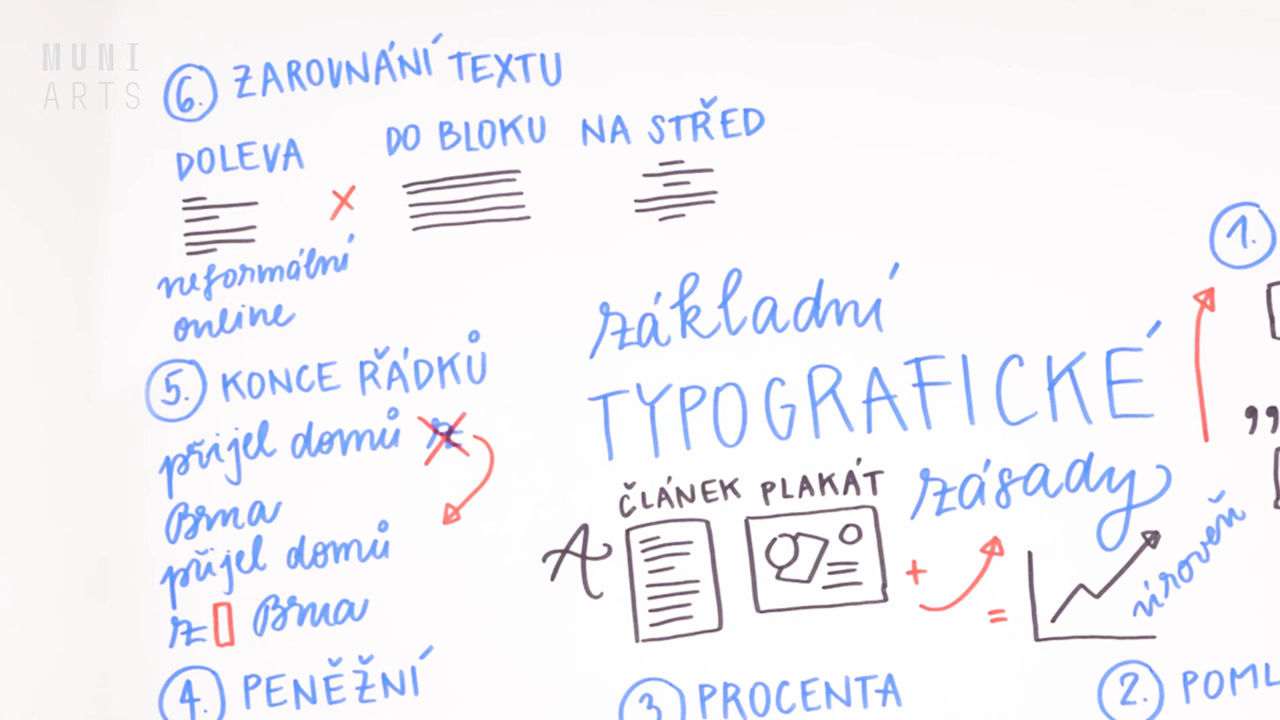 MUNI
ARTS
6. ZAROVNÁNÍ TEXTU
DOLEVA
DO BLOKU
NA STŘED
neformální
online
5. KONCE ŘÁDKŮ
přijel domů z
Brna
přijel domů
z Brna
4. PENĚŽNÍ
základní
TYPOGRAFICKÉ
zásady
ČLÁNEK PLAKÁT
A
+
=
úroveň
3. PROCENTA
1.
„
2. POML